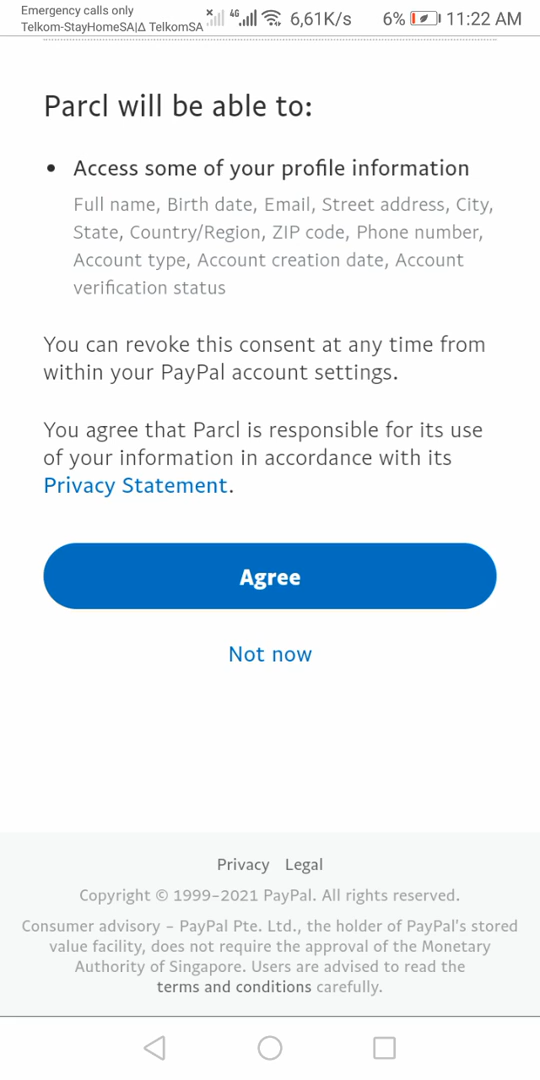 Emergency calls only
Telkom-StayHomeSA|Δ TelkomSA 4G 6,61K/s 6% 11:22 AM
Parcl will be able to:
• Access some of your profile information
Full name, Birth date, Email, Street address, City,
State, Country/Region, ZIP code, Phone number,
Account type, Account creation date, Account
verification status
You can revoke this consent at any time from
within your PayPal account settings.
You agree that Parcl is responsible for its use
of your information in accordance with its
Privacy Statement.
Agree
Not now
Privacy Legal
Copyright © 1999-2021 PayPal. All rights reserved.
Consumer advisory – PayPal Pte. Ltd., the holder of PayPal's stored
value facility, does not require the approval of the Monetary
Authority of Singapore. Users are advised to read the
terms and conditions carefully.